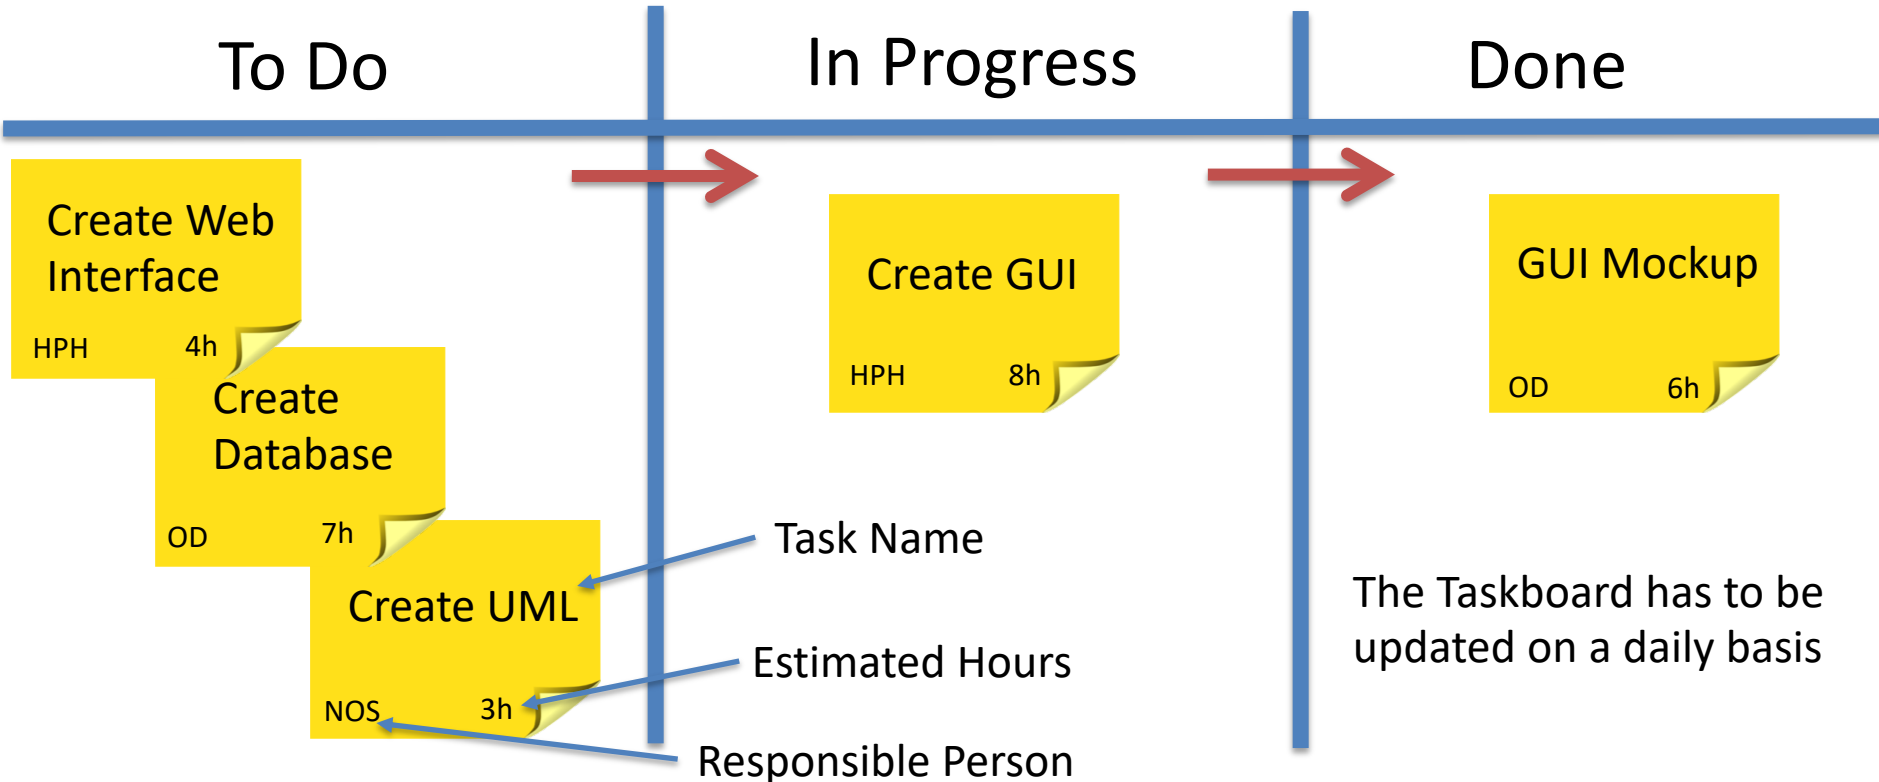 To Do
In Progress
Done
Create Web
Interface
HPH
4h
Create
Database
OD
7h
Create UML
NOS
3h
Create GUI
HPH
8h
Task Name
Estimated Hours
Responsible Person
GUI Mockup
OD
6h
The Taskboard has to be
updated on a daily basis